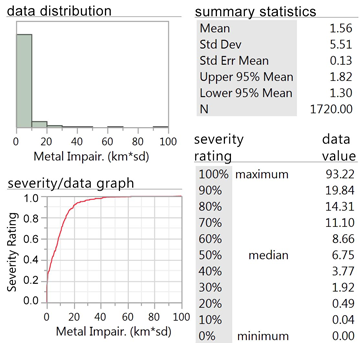 data distribution
0 20 40 60 80 100
Metal Impair. (km*sd)
summary statistics
Mean 1.56
Std Dev 5.51
Std Err Mean 0.13
Upper 95% Mean 1.82
Lower 95% Mean 1.30
N 1720.00
severity/data graph
Severity Rating
1.0
0.8
0.6
0.4
0.2
0.0
0 20 40 60 80 100
Metal Impair. (km*sd)
severity rating data value
100% maximum 93.22
90% 19.84
80% 14.31
70% 11.10
60% 8.66
50% median 6.75
40% 3.77
30% 1.92
20% 0.49
10% 0.04
0% minimum 0.00